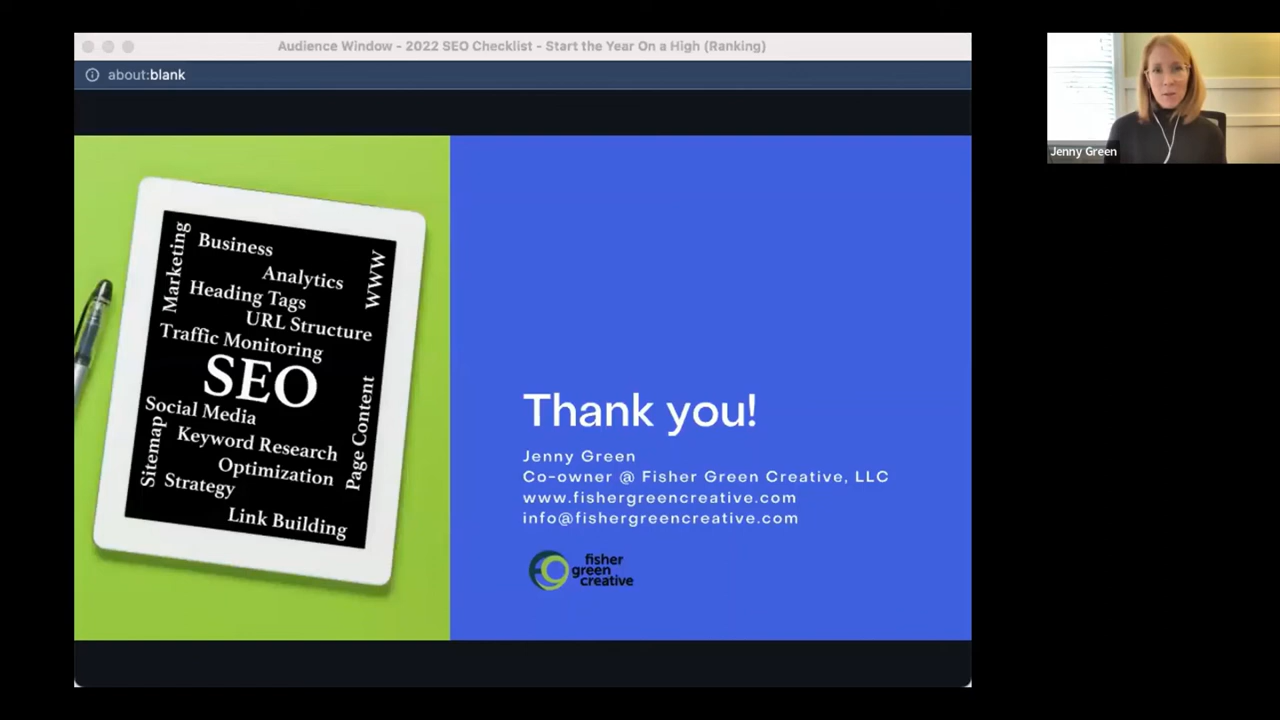 Audience Window - 2022 SEO Checklist - Start the Year On a High (Ranking)
about:blank
Marketing
Business
Analytics
WWW
Heading Tags
URL Structure
Traffic Monitoring
SEO
Social Media
Sitemap
Keyword Research
Page Content
Optimization
Strategy
Link Building
Thank you!
Jenny Green
Co-owner @ Fisher Green Creative, LLC
www.fishergreencreative.com
info@fishergreencreative.com
fisher
green
creative
Jenny Green